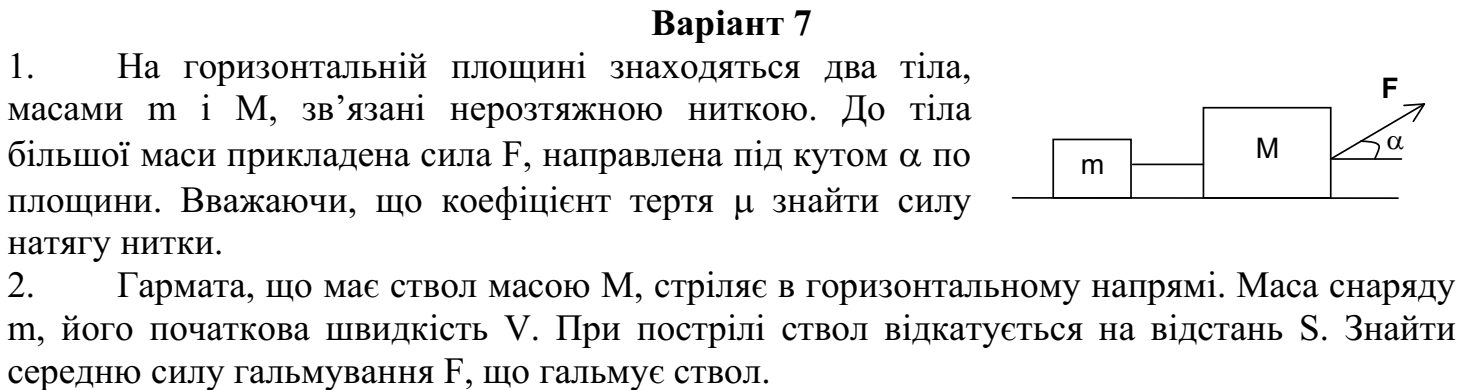 Варіант 7
1. На горизонтальній площині знаходяться два тіла,
масами m і M, зв’язані нерозтяжною ниткою. До тіла
більшої маси прикладена сила F, направлена під кутом α по
площини. Вважаючи, що коефіцієнт тертя μ знайти силу
натягу нитки.
m
M
F
α
2. Гармата, що має ствол масою М, стріляє в горизонтальному напрямі. Маса снаряду
m, його початкова швидкість V. При пострілі ствол відкатується на відстань S. Знайти
середню силу гальмування F, що гальмує ствол.